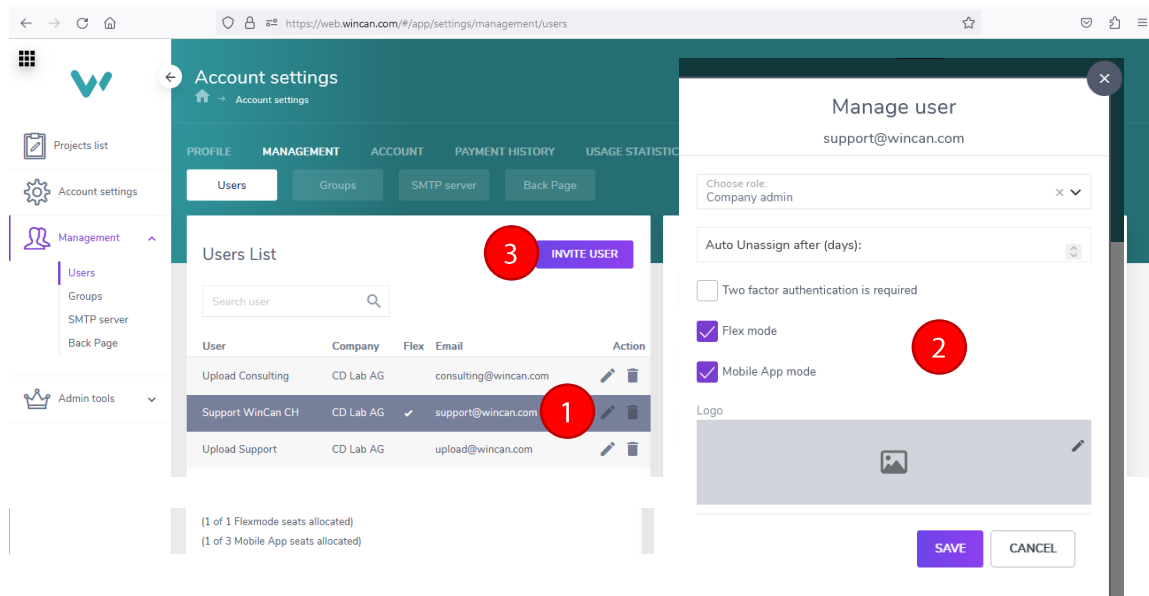 https://web.wincan.com/#/app/settings/management/users
Account settings
Account settings
Projects list
Account settings
Management
Users
Groups
SMTP server
Back Page
Admin tools
PROFILE MANAGEMENT ACCOUNT PAYMENT HISTORY USAGE STATISTIC
Users Groups SMTP server Back Page
Users List
3
INVITE USER
Search user
User Company Flex Email Action
Upload Consulting CD Lab AG consulting@wincan.com
Support WinCan CH CD Lab AG support@wincan.com
1
Upload Support CD Lab AG upload@wincan.com
(1 of 1 Flexmode seats allocated)
(1 of 3 Mobile App seats allocated)
Manage user
support@wincan.com
Choose role:
Company admin
Auto Unassign after (days):
Two factor authentication is required
Flex mode
2
Mobile App mode
Logo
SAVE CANCEL